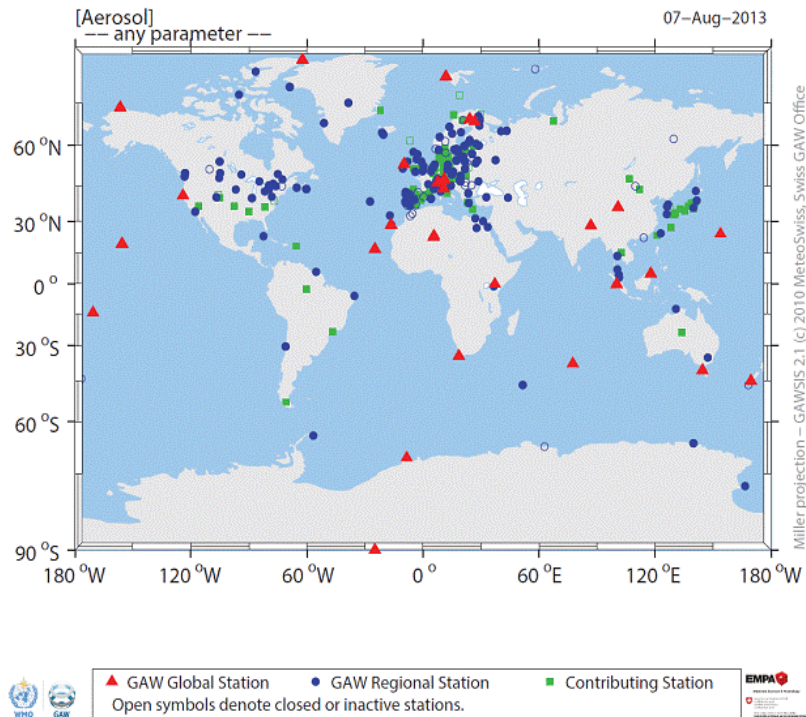 [Aerosol]
−− any parameter −−
07−Aug−2013
60 °N
30 °N
0 °
30 °S
60 °S
90 °S
180 °W
120 °W
60 °W
0 °
60 °E
120 °E
180 °W
Miller projection − GAWSIS 2.1 (c) 2010 MeteoSwiss, Swiss GAW Office
WMO
GAW
GAW Global Station
GAW Regional Station
Contributing Station
Open symbols denote closed or inactive stations.
EMPA